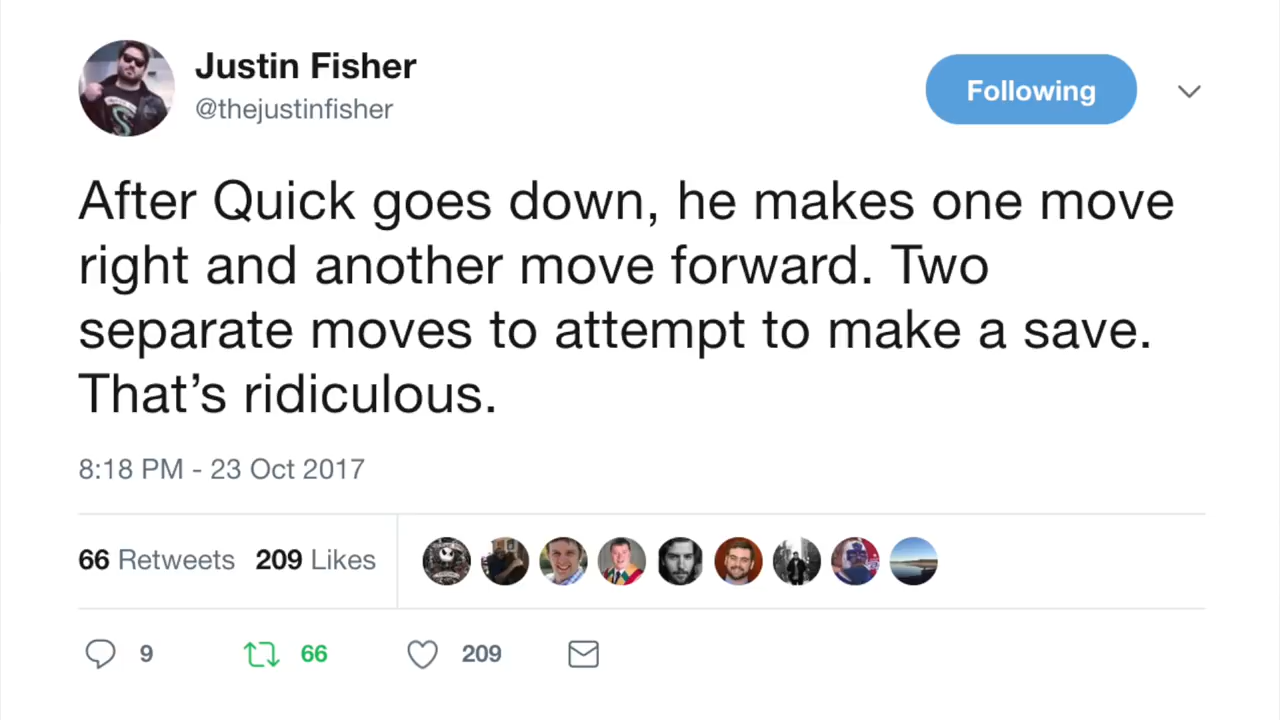 Justin Fisher
@thejustinfisher
Following
After Quick goes down, he makes one move
right and another move forward. Two
separate moves to attempt to make a save.
That’s ridiculous.
8:18 PM - 23 Oct 2017
66 Retweets 209 Likes
9 66 209